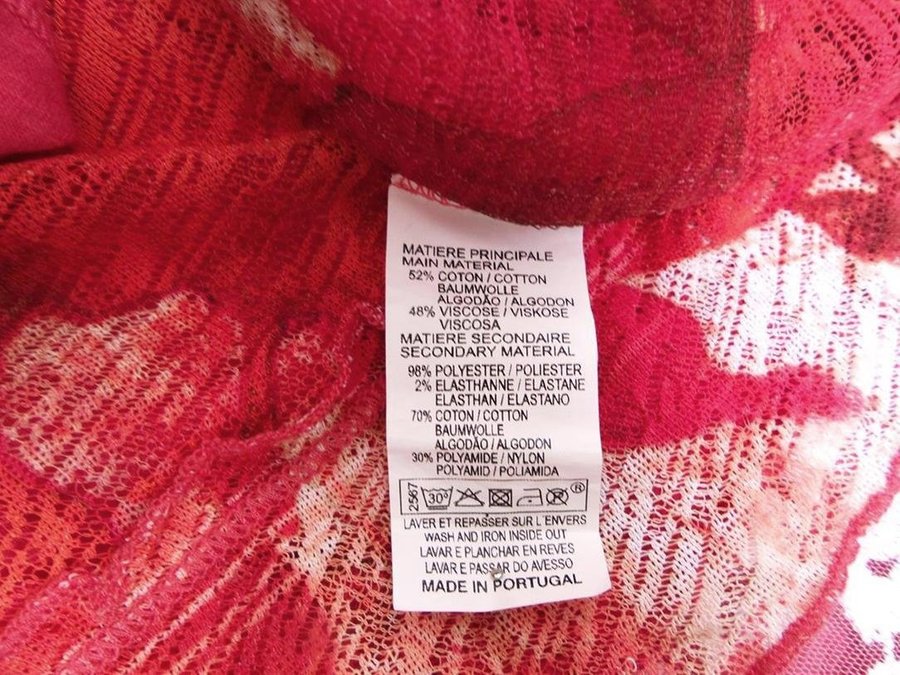 MATIERE PRINCIPALE
MAIN MATERIAL
52% COTON / COTTON
BAUMWOLLE
ALGODÃO / ALGODON
48% VISCOSE / VISKOSE
VISCOSA
MATIERE SECONDAIRE
SECONDARY MATERIAL
98% POLYESTER / POLIESTER
2% ELASTHANNE / ELASTANE
ELASTHAN / ELASTANO
70% COTON / COTTON
BAUMWOLLE
ALGODÃO / ALGODON
30% POLYAMIDE / NYLON
POLYAMID / POLIAMIDA
2567 30° ®
LAVER ET REPASSER SUR L'ENVERS
WASH AND IRON INSIDE OUT
LAVAR E PLANCHAR EN REVES
LAVAR E PASSAR DO AVESSO
MADE IN PORTUGAL